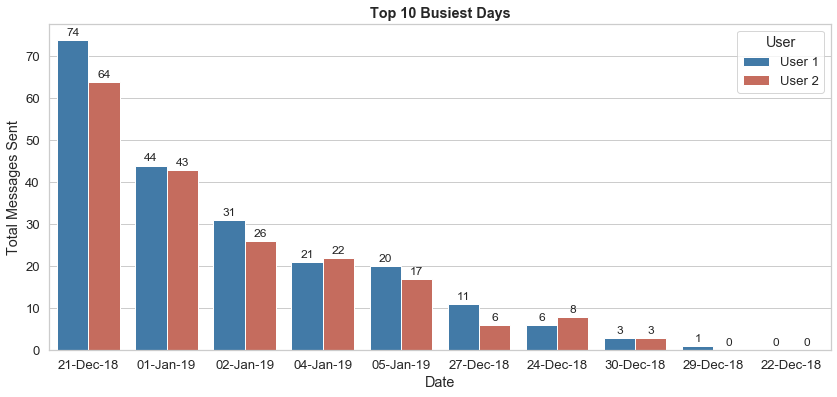 Top 10 Busiest Days
Total Messages Sent
70
60
50
40
30
20
10
0
74
64
44
43
31
26
21
22
20
17
11
6
6
8
3
3
1
0
0
0
User
User 1
User 2
21-Dec-18
01-Jan-19
02-Jan-19
04-Jan-19
05-Jan-19
27-Dec-18
24-Dec-18
30-Dec-18
29-Dec-18
22-Dec-18
Date